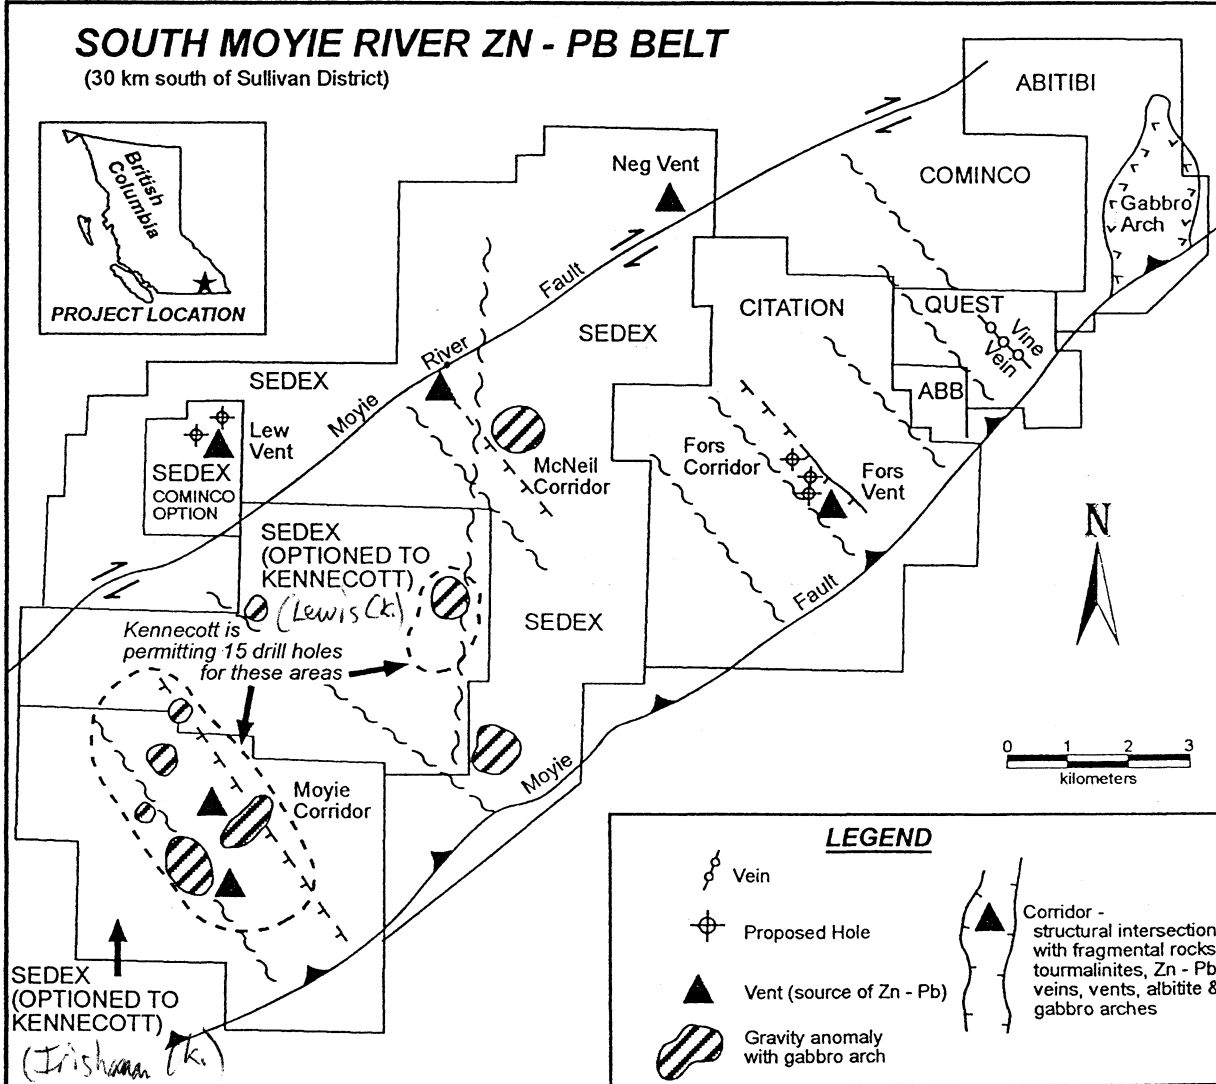 SOUTH MOYIE RIVER ZN - PB BELT
(30 km south of Sullivan District)
British
Columbia
PROJECT LOCATION
ABITIBI
COMINCO
Gabbro
Arch
Neg Vent
Moyie River Fault
SEDEX
CITATION
QUEST
Vine
Vein
ABB
SEDEX
Lew
Vent
SEDEX
COMINCO
OPTION
McNeil
Corridor
Fors
Corridor
Fors
Vent
N
SEDEX
(OPTIONED TO
KENNECOTT)
(Lewis Ck.)
SEDEX
Kennecott is
permitting 15 drill holes
for these areas
Moyie Fault
Moyie
Corridor
0 1 2 3
kilometers
SEDEX
(OPTIONED TO
KENNECOTT)
(Irishman Ck.)
LEGEND
Vein
Proposed Hole
Vent (source of Zn - Pb)
Gravity anomaly
with gabbro arch
Corridor -
structural intersection
with fragmental rocks
tourmalinites, Zn - Pb
veins, vents, albitite &
gabbro arches